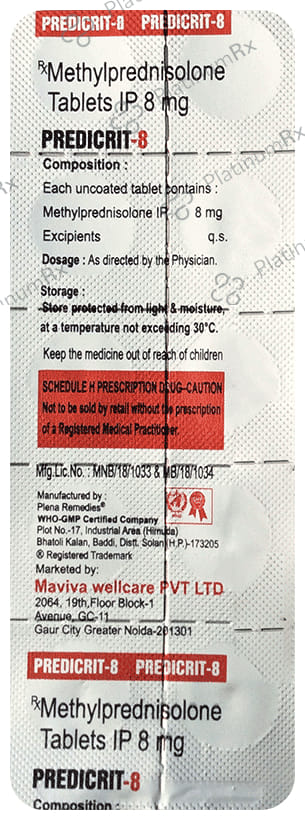 PREDICRIT-8 PREDICRIT-8
RxMethylprednisolone
Tablets IP 8 mg
PREDICRIT-8
Composition :
Each uncoated tablet contains :
Methylprednisolone IP 8 mg
Excipients q.s.
Dosage : As directed by the Physician.
Storage :
Store protected from light & moisture,
at a temperature not exceeding 30°C.
Keep the medicine out of reach of children
SCHEDULE H PRESCRIPTION DRUG-CAUTION
Not to be sold by retail without the prescription
of a Registered Medical Practitioner.
Mfg.Lic.No. : MNB/18/1033 & MB/18/1034
Manufactured by :
Plena Remedies®
WHO-GMP Certified Company
Plot No.-17, Industrial Area (Himuda)
Bhatoli Kalan, Baddi, Distt. Solan (H.P.)-173205
® Registered Trademark
Marketed by:
Maviva wellcare PVT LTD
2064, 19th,Floor Block-1
Avenue, GC-11
Gaur City Greater Noida-201301
PREDICRIT-8 PREDICRIT-8
RxMethylprednisolone
Tablets IP 8 mg
PREDICRIT-8
Composition :
PlatinumRx
PlatinumRx